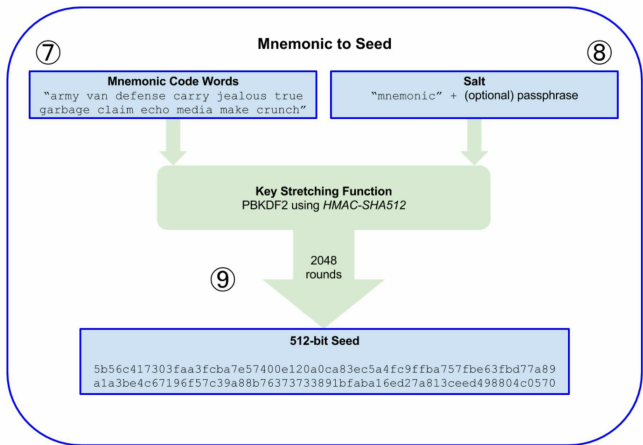 Mnemonic to Seed
⑦
⑧
Mnemonic Code Words
"army van defense carry jealous true
garbage claim echo media make crunch"
Salt
"mnemonic" + (optional) passphrase
Key Stretching Function
PBKDF2 using HMAC-SHA512
2048
rounds
⑨
512-bit Seed
5b56c417303faa3fcba7e57400e120a0ca83ec5a4fc9ffba757fbe63fbd77a89
a1a3be4c67196f57c39a88b76373733891bfaba16ed27a813ceed498804c0570